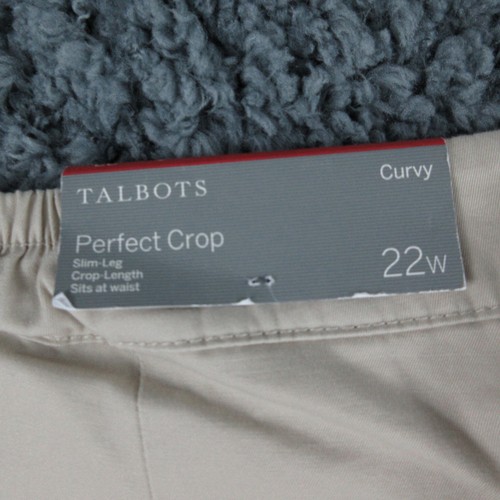 TALBOTS
Curvy
Perfect Crop
Slim-Leg
Crop-Length
Sits at waist
22W